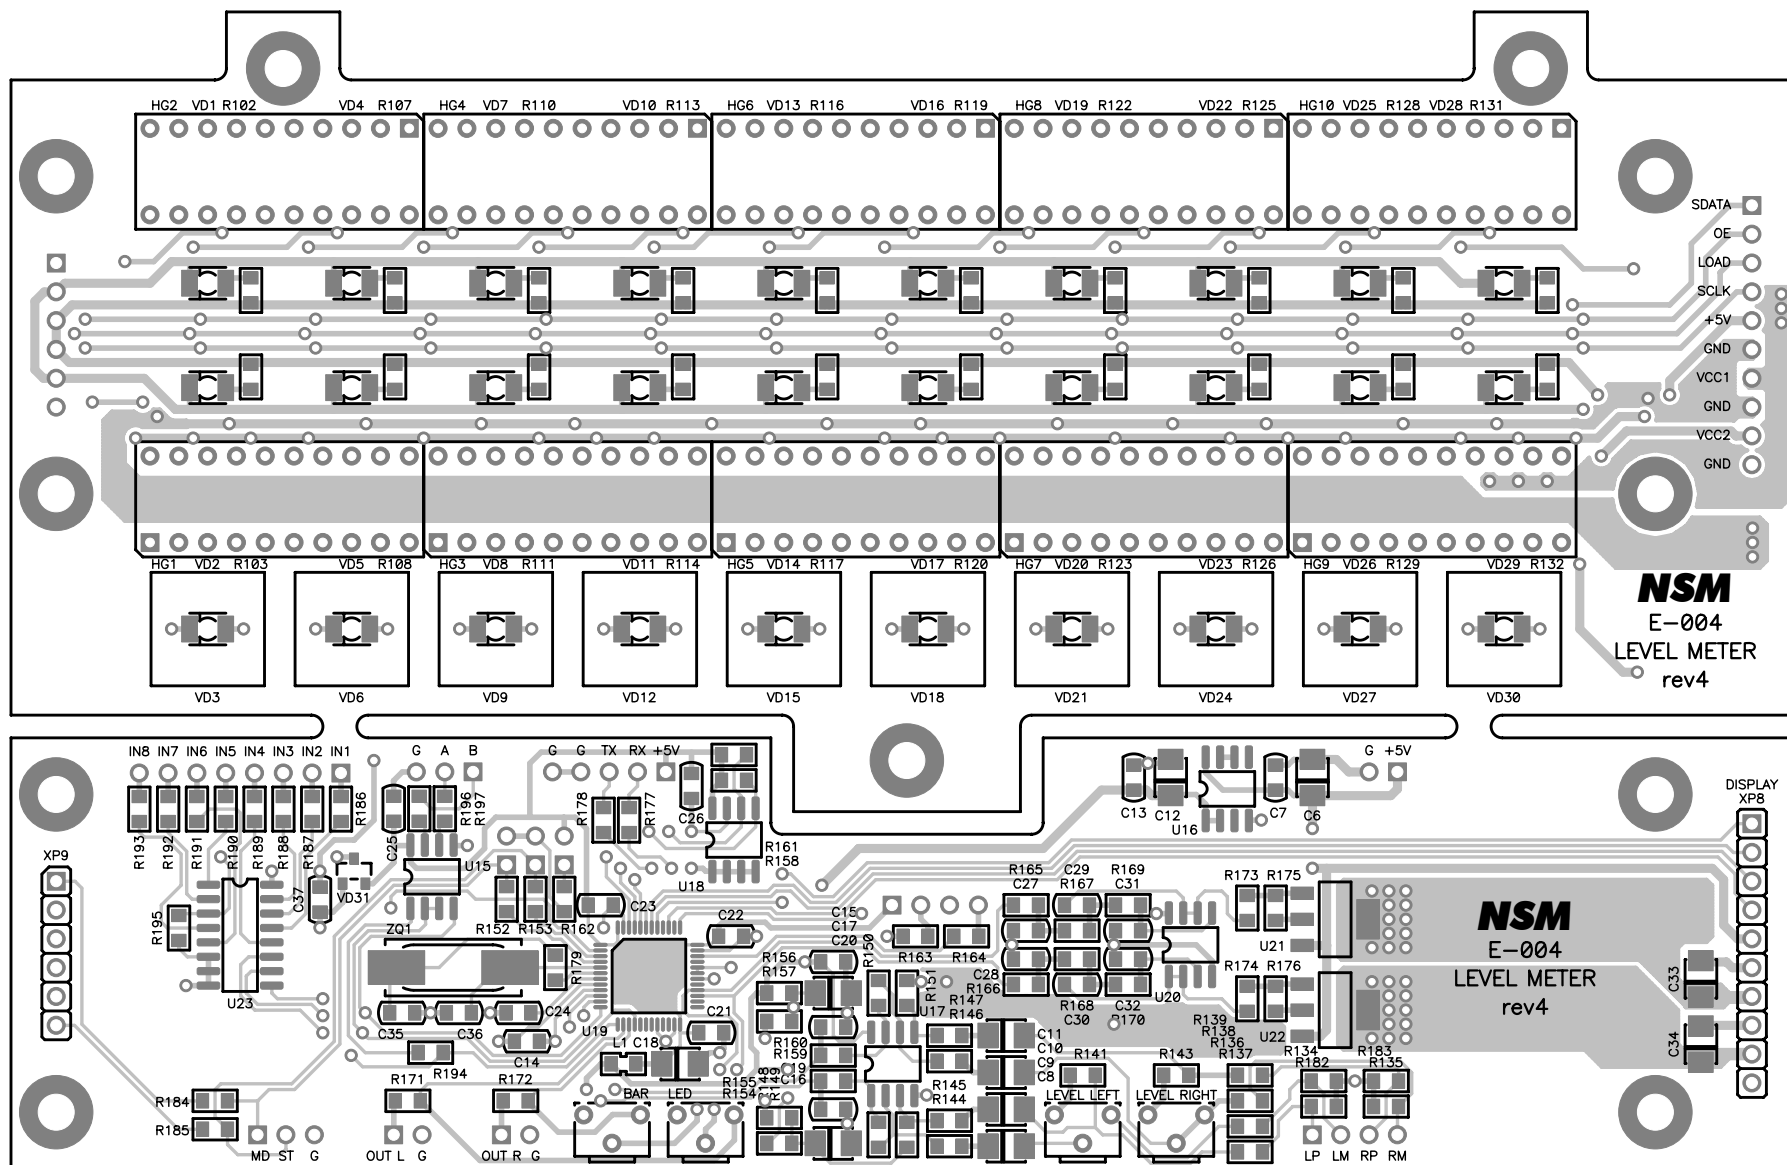 HG2 VD1 R102 VD4 R107 HG4 VD7 R110 VD10 R113 HG6 VD13 R116 VD16 R119 HG8 VD19 R122 VD22 R125 HG10 VD25 R128 VD28 R131
SDATA
OE
LOAD
SCLK
+5V
GND
VCC1
GND
VCC2
GND
HG1 VD2 R103 VD5 R108 HG3 VD8 R111 VD11 R114 HG5 VD14 R117 VD17 R120 HG7 VD20 R123 VD23 R126 HG9 VD26 R129 VD29 R132
NSM
E-004
LEVEL METER
rev4
VD3 VD6 VD9 VD12 VD15 VD18 VD21 VD24 VD27 VD30
IN8 IN7 IN6 IN5 IN4 IN3 IN2 IN1 G A B G G TX RX +5V G +5V
DISPLAY
XP8
R186
R196
R197
R178
R177
C26
C13 C12 U16 C7 C6
R193
R192
R191
R190
R189
R188
R187
C25
XP9
U15
R161
R158
U18
VD31
C37
R195
R165 C29 R169
C27 R167 C31
R173 R175
C23
C22
C15
C17
C20
ZQ1 R152 R153 R162
R150
R163 R164
NSM
E-004
LEVEL METER
rev4
U21
R156
R157
R179
R151
C28
R166
R174 R176
U20
C33
U23
C35 C36 C24
U19
C21
U17
R147
R146
R168 C32
C30 R170
R139
R138
R136
U22
C34
C14
L1 C18
R160
R159
C19
C16
C11
C10
C9
C8
R194
R141 R143 R137
R134 R183
R182 R135
R171 R172
R155
R154
R148
R149
R145
R144
R184
R185
BAR LED
LEVEL LEFT LEVEL RIGHT
MD ST G OUT L G OUT R G
LP LM RP RM